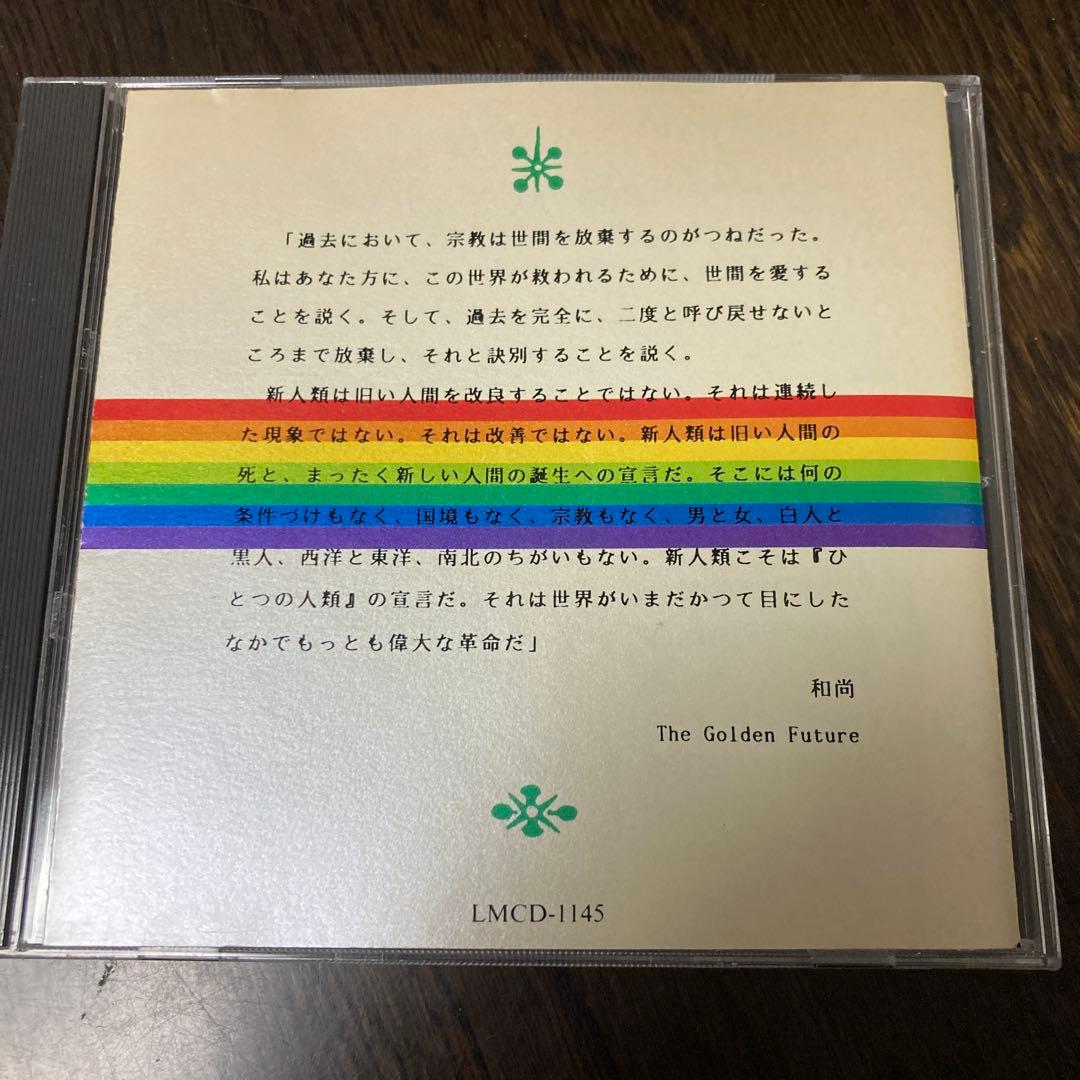 「過去において、宗教は世間を放棄するのがつねだった。
私はあなた方に、この世界が救われるために、世間を愛する
ことを説く。そして、過去を完全に、二度と呼び戻せないと
ころまで放棄し、それと訣別することを説く。
新人類は旧い人間を改良することではない。それは連続し
た現象ではない。それは改善ではない。新人類は旧い人間の
死と、まったく新しい人間の誕生への宣言だ。そこには何の
条件づけもなく、国境もなく、宗教もなく、男と女、白人と
黒人、西洋と東洋、南北のちがいもない。新人類こそは『ひ
とつの人類』の宣言だ。それは世界がいまだかつて目にした
なかでもっとも偉大な革命だ」
和尚
The Golden Future
LMCD-1145